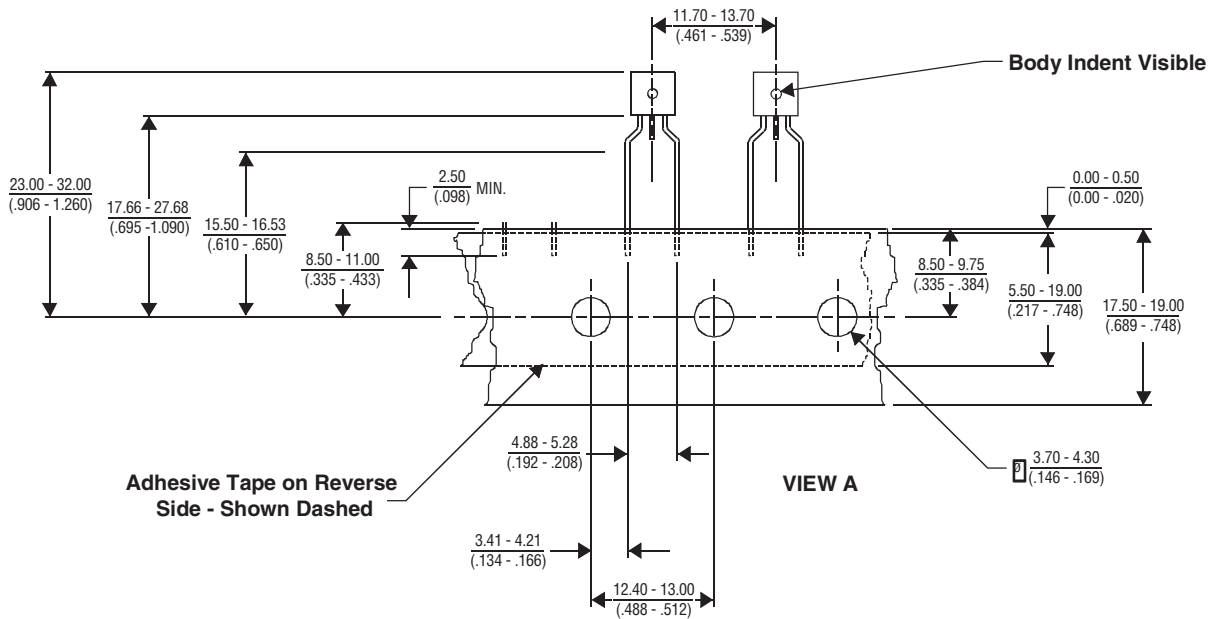 11.70 - 13.70
(.461 - .539)
Body Indent Visible
23.00 - 32.00
(.906 - 1.260)
17.66 - 27.68
(.695 -1.090)
15.50 - 16.53
(.610 - .650)
8.50 - 11.00
(.335 - .433)
2.50
(.098) MIN.
0.00 - 0.50
(0.00 - .020)
8.50 - 9.75
(.335 - .384)
5.50 - 19.00
(.217 - .748)
17.50 - 19.00
(.689 - .748)
4.88 - 5.28
(.192 - .208)
Adhesive Tape on Reverse
Side - Shown Dashed
VIEW A
Ø 3.70 - 4.30
(.146 - .169)
3.41 - 4.21
(.134 - .166)
12.40 - 13.00
(.488 - .512)